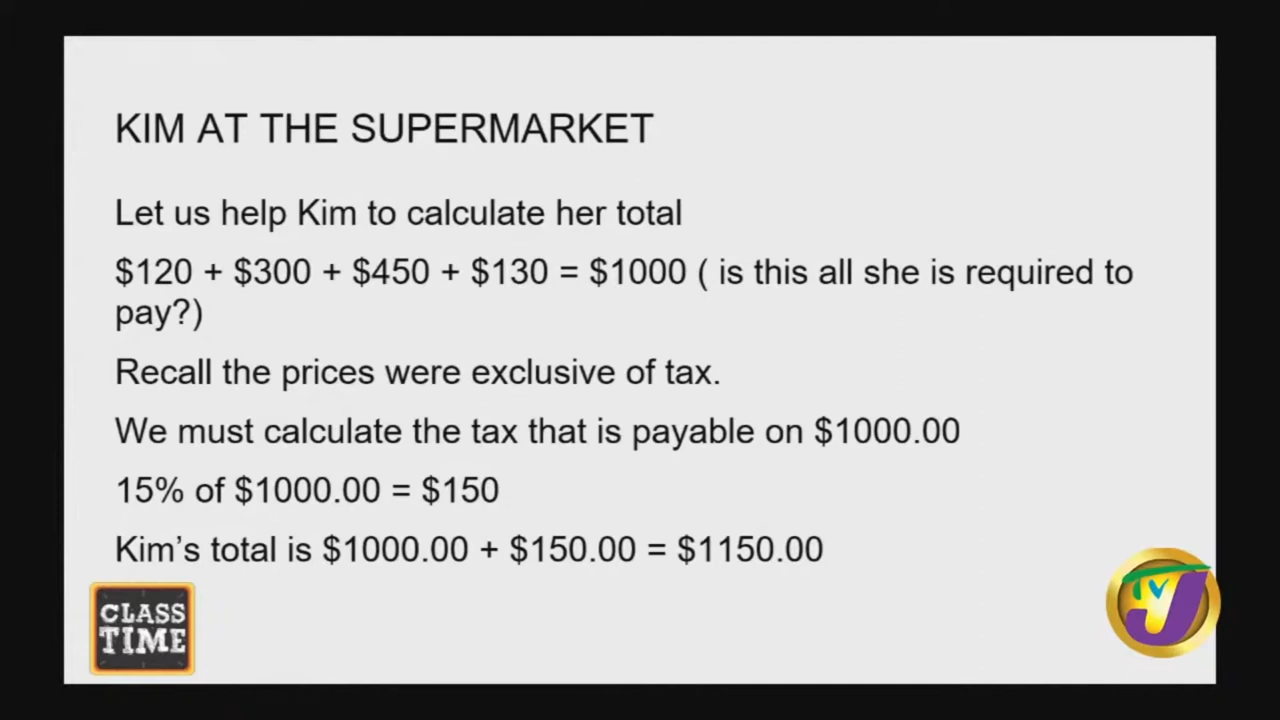 KIM AT THE SUPERMARKET
Let us help Kim to calculate her total
$120 + $300 + $450 + $130 = $1000 ( is this all she is required to
pay?)
Recall the prices were exclusive of tax.
We must calculate the tax that is payable on $1000.00
15% of $1000.00 = $150
Kim’s total is $1000.00 + $150.00 = $1150.00
CLASS
TIME
TVJ